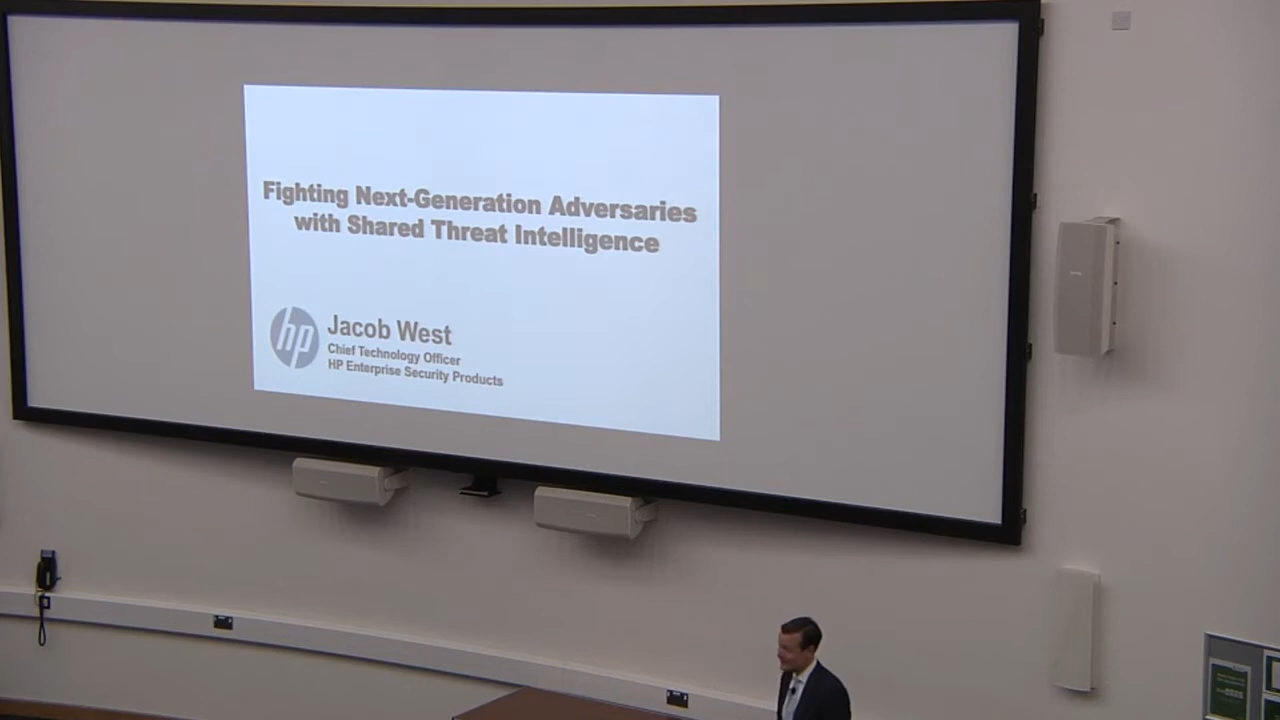 Fighting Next-Generation Adversaries
with Shared Threat Intelligence
hp
Jacob West
Chief Technology Officer
HP Enterprise Security Products